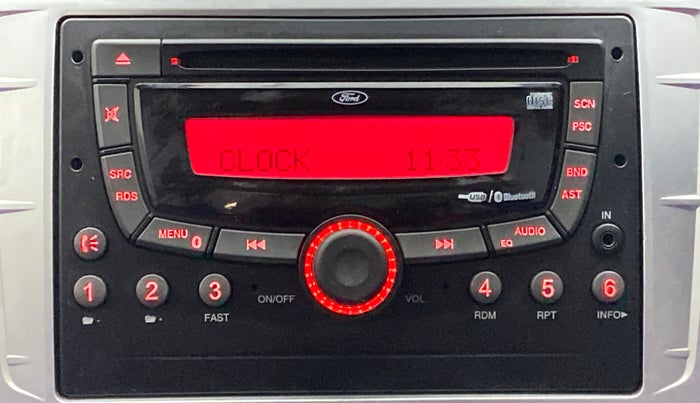 Ford
disc
SCN
PSC
CLOCK 11 33
SRC
RDS
BND
AST
USB / Bluetooth
MENU
AUDIO
EQ
IN
1
2
3
4
5
6
ON/OFF
VOL
FAST
RDM
RPT
INFO